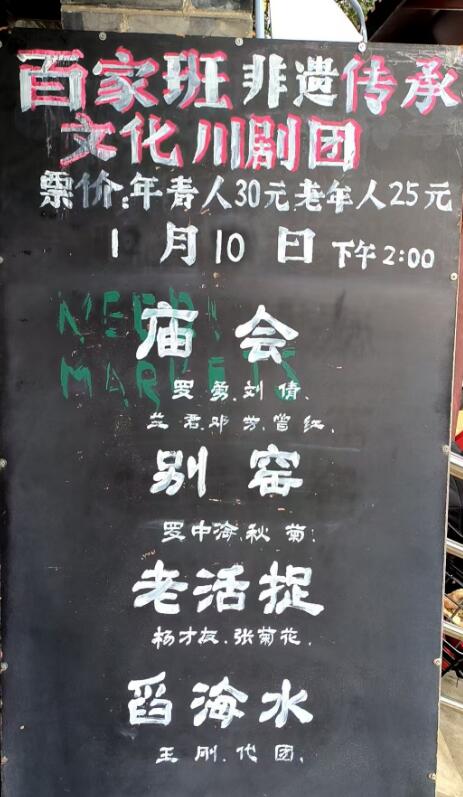 百家班非遗传承
文化川剧团
票价:年青人30元老年人25元
1月10日下午2:00
庙会
罗勇.刘倩.
兰君.邓芳.曾红.
别窑
罗中海.秋菊.
老活捉
杨才友.张菊花.
舀海水
王刚.代团.